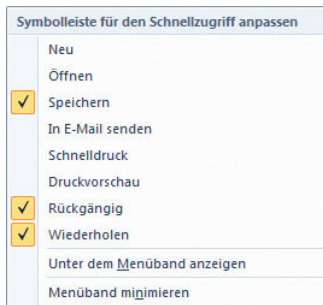 Symbolleiste für den Schnellzugriff anpassen
Neu
Öffnen
Speichern
In E-Mail senden
Schnelldruck
Druckvorschau
Rückgängig
Wiederholen
Unter dem Menüband anzeigen
Menüband minimieren